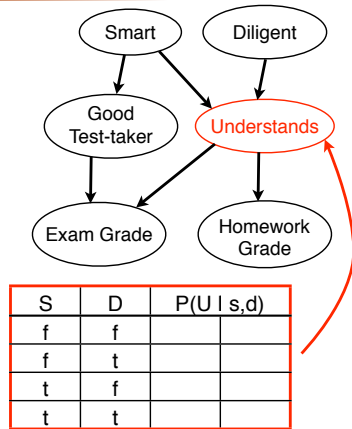 Smart
Diligent
Good
Test-taker
Understands
Exam Grade
Homework
Grade
S D P(U | s,d)
f f
f t
t f
t t